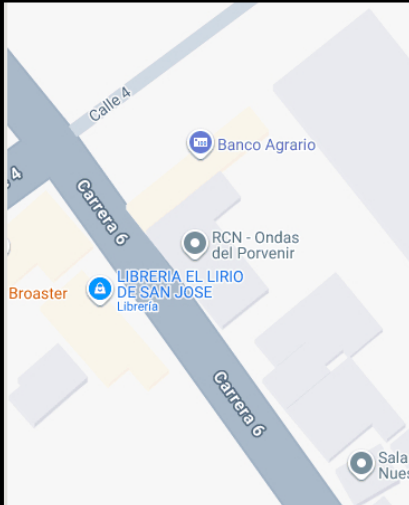 Calle 4
Banco Agrario
4
Carrera 6
RCN - Ondas
del Porvenir
LIBRERIA EL LIRIO
DE SAN JOSE
Librería
Broaster
Carrera 6
Sala
Nues